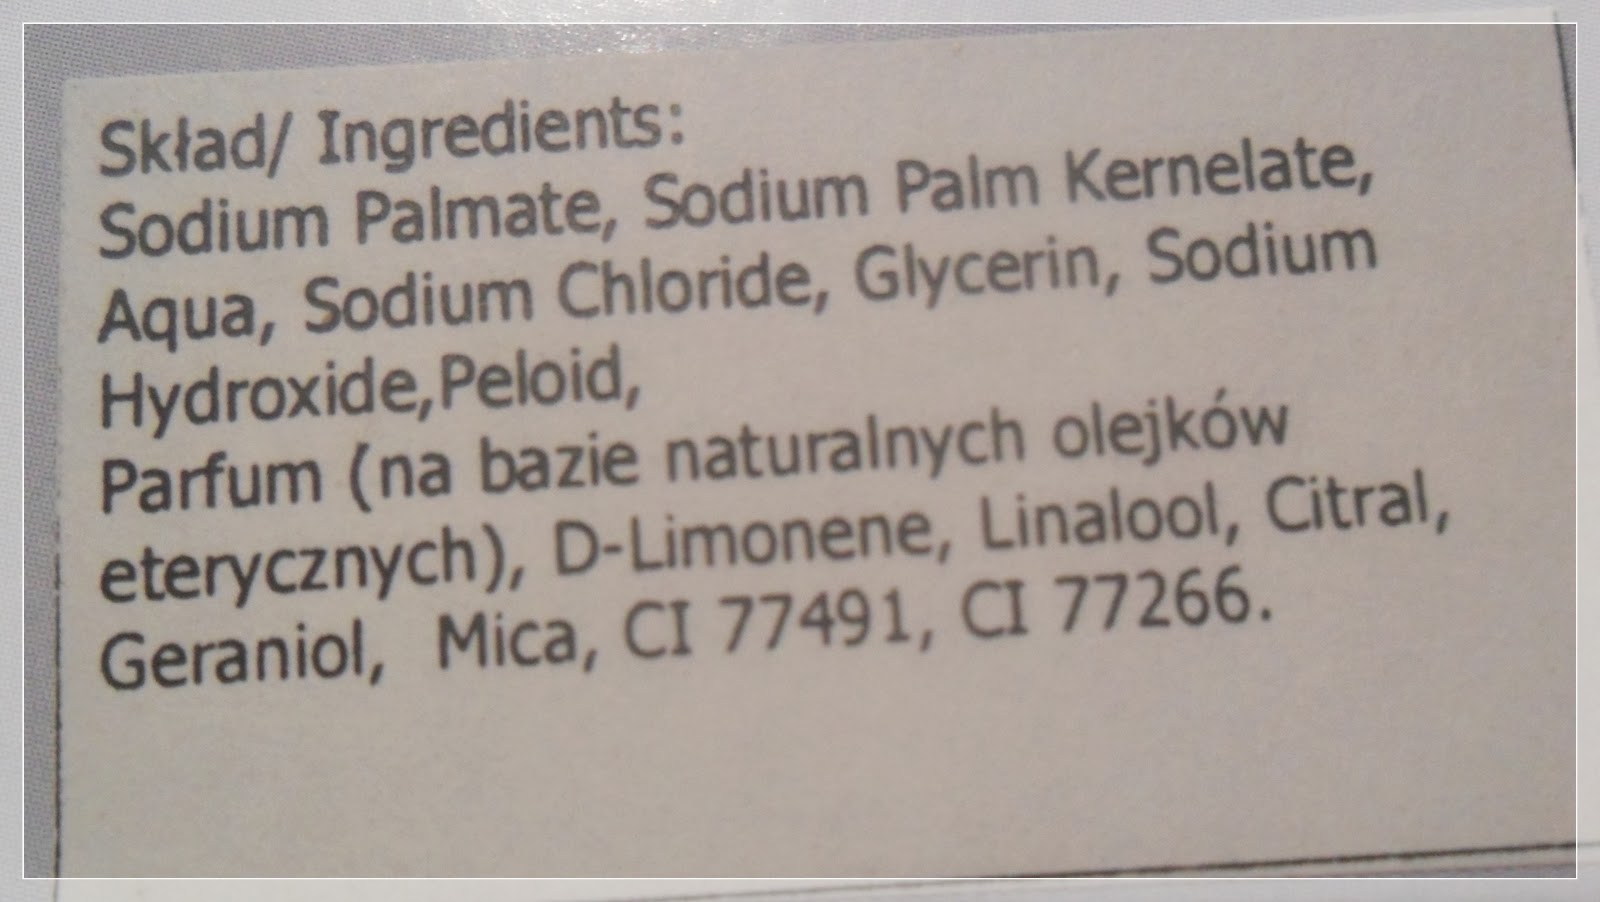 Skład/ Ingredients:
Sodium Palmate, Sodium Palm Kernelate,
Aqua, Sodium Chloride, Glycerin, Sodium
Hydroxide,Peloid,
Parfum (na bazie naturalnych olejków
eterycznych), D-Limonene, Linalool, Citral,
Geraniol,  Mica, CI 77491, CI 77266.